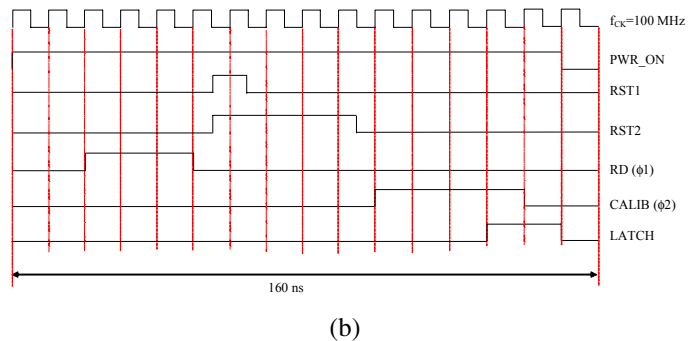 f_CK=100 MHz
PWR_ON
RST1
RST2
RD (ϕ1)
CALIB (ϕ2)
LATCH
160 ns
(b)